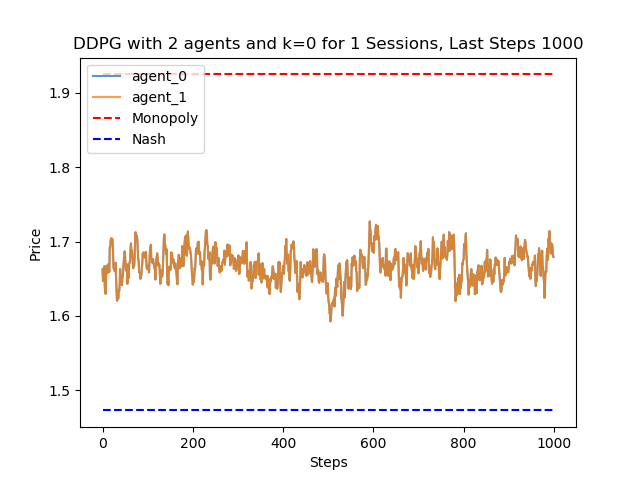 DDPG with 2 agents and k=0 for 1 Sessions, Last Steps 1000
agent_0
agent_1
Monopoly
Nash
Price
1.9
1.8
1.7
1.6
1.5
0 200 400 600 800 1000
Steps